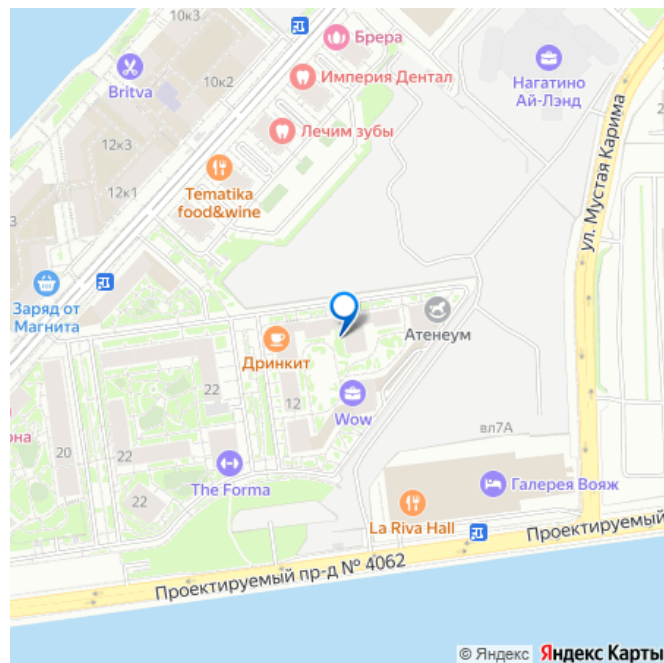 10к3
Брера
Britva
10к2
Империя Дентал
Нагатино
Ай-Лэнд
Лечим зубы
12к3
12к1
Tematika
food&wine
ул. Мустая Карима
2
Заряд от
Магнита
Атенеум
Дринкит
22
12
Wow
она
20
22
вл7А
The Forma
22
Галерея Вояж
La Riva Hall
Проектируемый
Проектируемый пр-д № 4062
© Яндекс Яндекс Карты